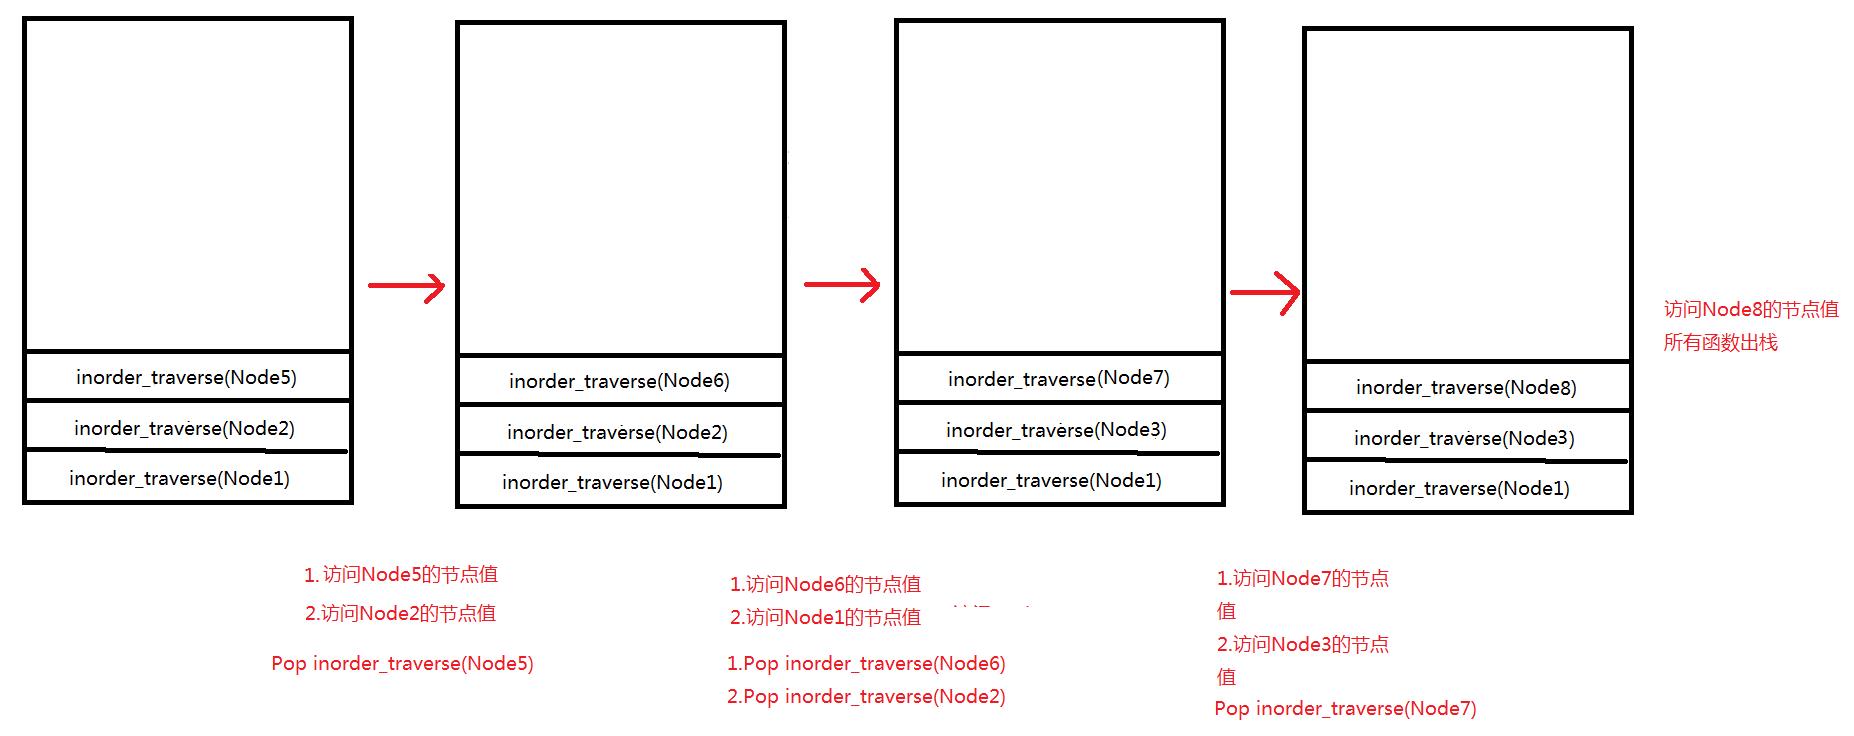 inorder_traverse(Node5)
inorder_traverse(Node2)
inorder_traverse(Node1)
inorder_traverse(Node6)
inorder_traverse(Node2)
inorder_traverse(Node1)
inorder_traverse(Node7)
inorder_traverse(Node3)
inorder_traverse(Node1)
inorder_traverse(Node8)
inorder_traverse(Node3)
inorder_traverse(Node1)
访问Node8的节点值
所有函数出栈
1.访问Node5的节点值
2.访问Node2的节点值
Pop inorder_traverse(Node5)
1.访问Node6的节点值
2.访问Node1的节点值
1.Pop inorder_traverse(Node6)
2.Pop inorder_traverse(Node2)
1.访问Node7的节点
值
2.访问Node3的节点
值
Pop inorder_traverse(Node7)